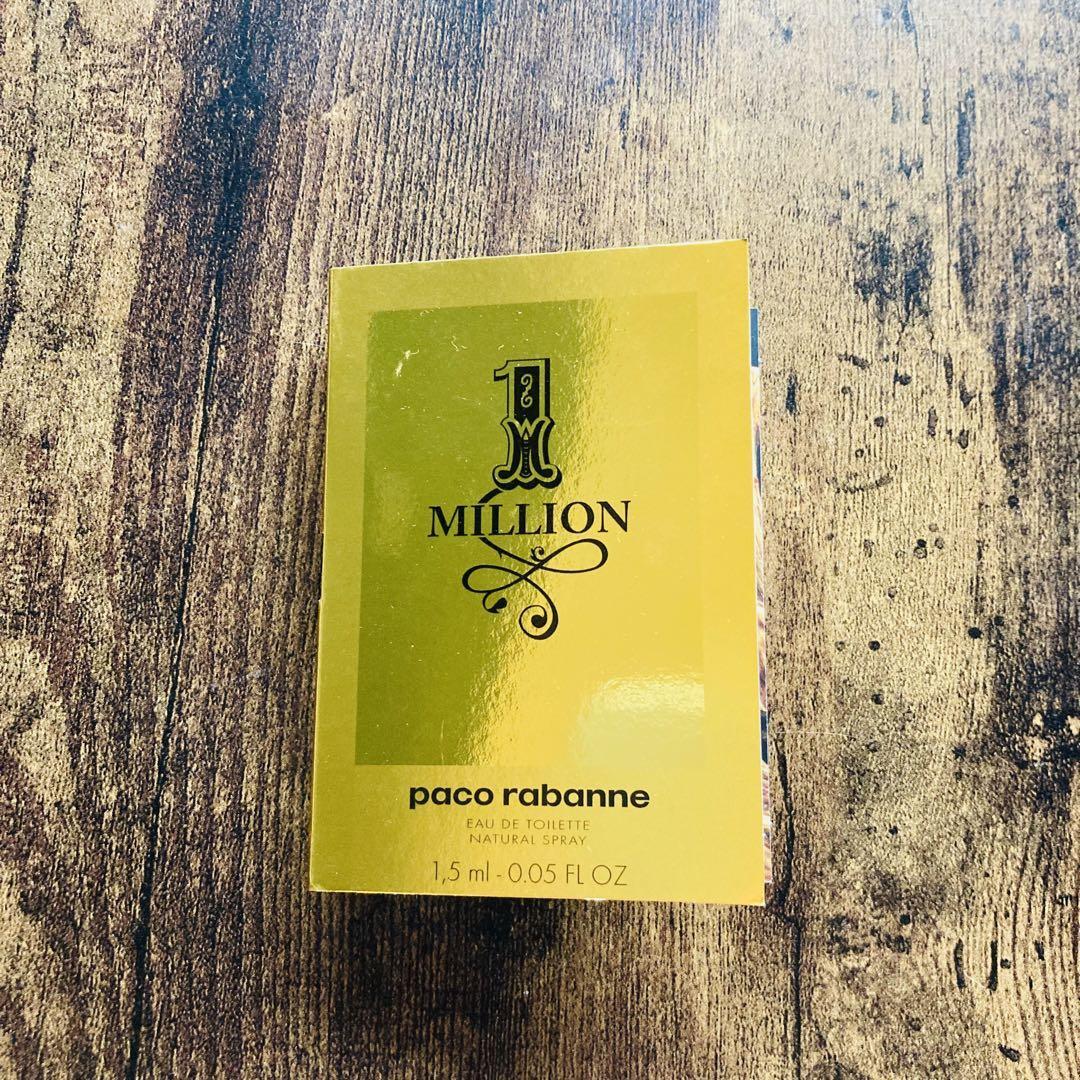 1
MILLION
paco rabanne
EAU DE TOILETTE
NATURAL SPRAY
1,5 ml - 0.05 FL OZ